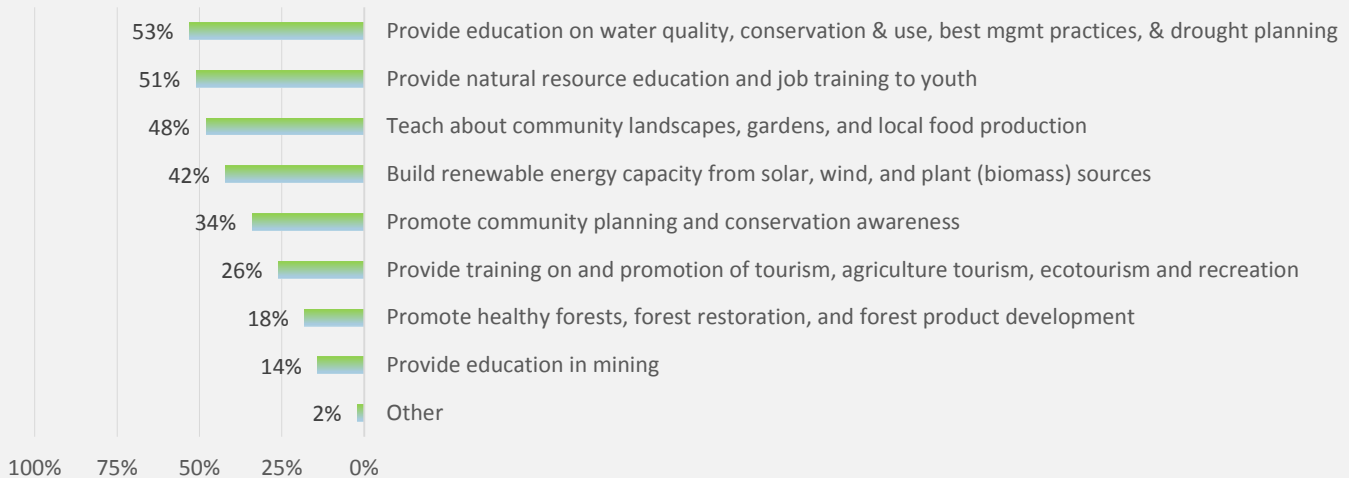 53% Provide education on water quality, conservation & use, best mgmt practices, & drought planning
51% Provide natural resource education and job training to youth
48% Teach about community landscapes, gardens, and local food production
42% Build renewable energy capacity from solar, wind, and plant (biomass) sources
34% Promote community planning and conservation awareness
26% Provide training on and promotion of tourism, agriculture tourism, ecotourism and recreation
18% Promote healthy forests, forest restoration, and forest product development
14% Provide education in mining
2% Other
100% 75% 50% 25% 0%